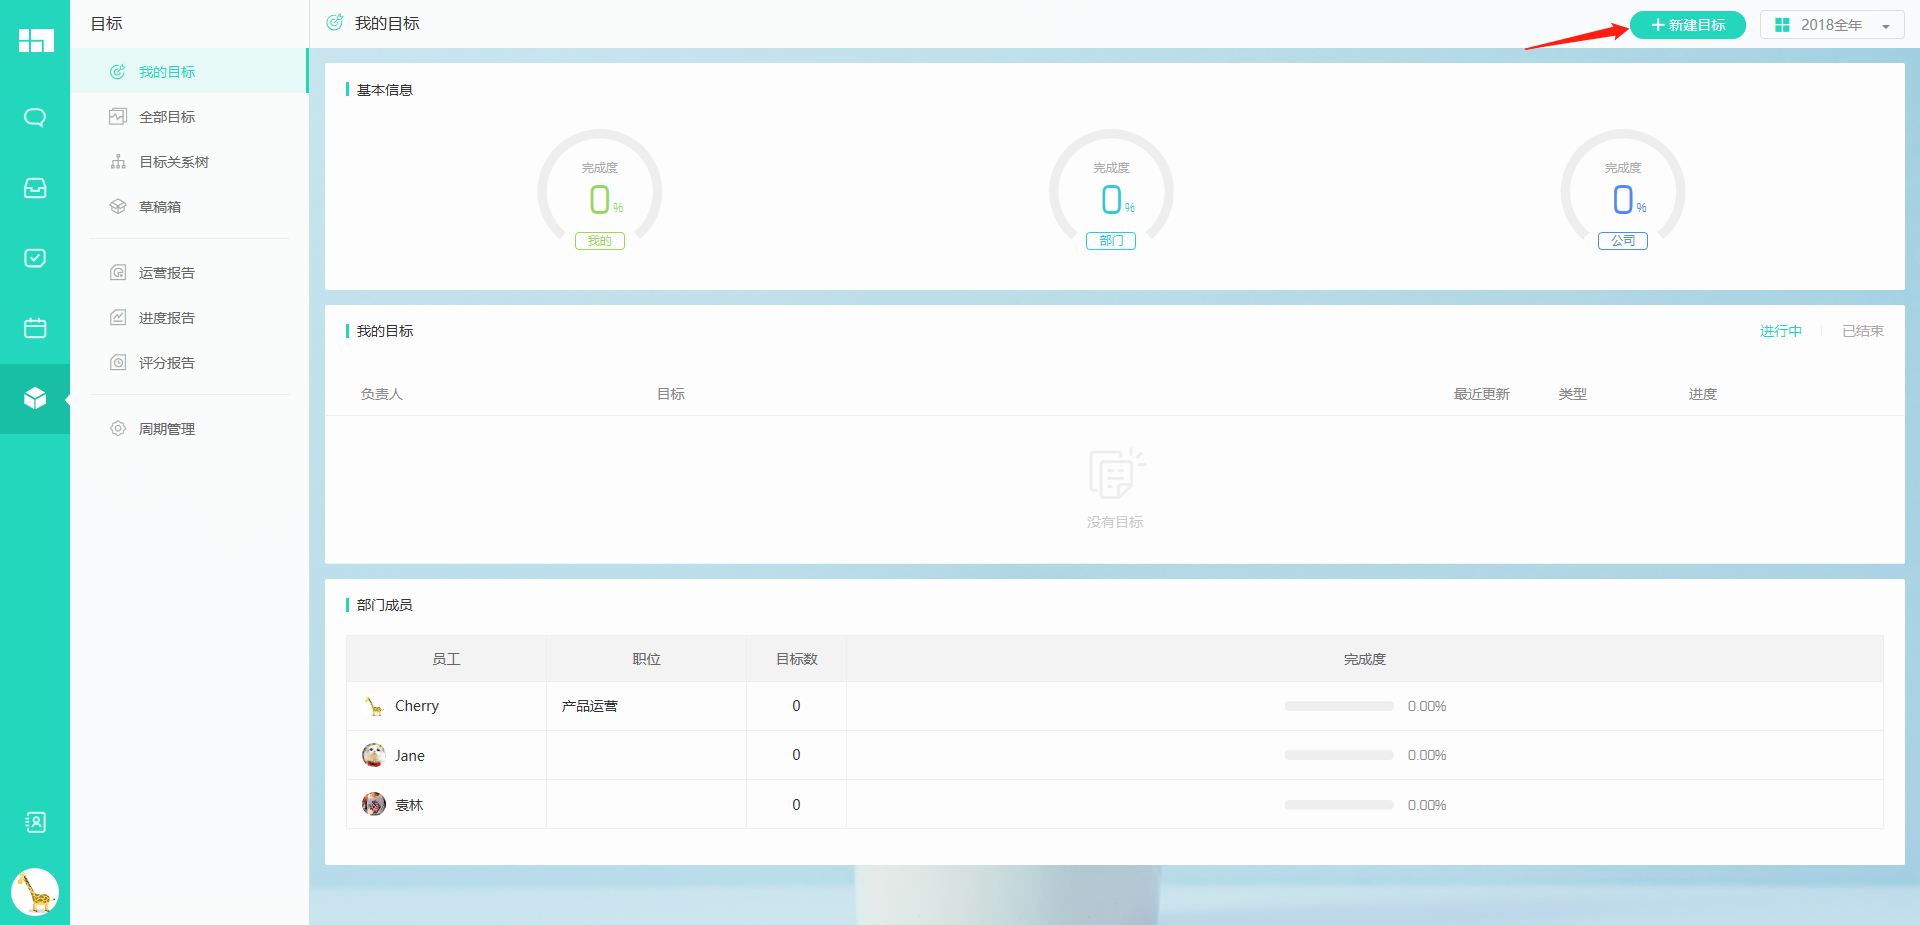 目标
我的目标
全部目标
目标关系树
草稿箱
运营报告
进度报告
评分报告
周期管理
我的目标
新建目标
2018全年
基本信息
完成度
0%
我的
完成度
0%
部门
完成度
0%
公司
我的目标
进行中
已结束
负责人 目标 最近更新 类型 进度
没有目标
部门成员
员工 职位 目标数 完成度
Cherry 产品运营 0 0.00%
Jane 0 0.00%
袁林 0 0.00%